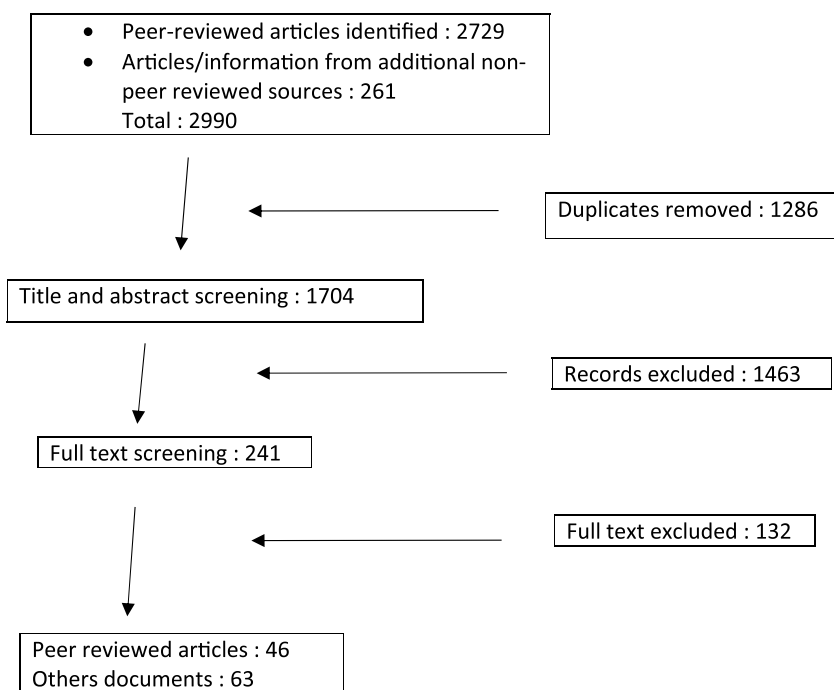 • Peer-reviewed articles identified : 2729
• Articles/information from additional non-
peer reviewed sources : 261
Total : 2990
Duplicates removed : 1286
Title and abstract screening : 1704
Records excluded : 1463
Full text screening : 241
Full text excluded : 132
Peer reviewed articles : 46
Others documents : 63